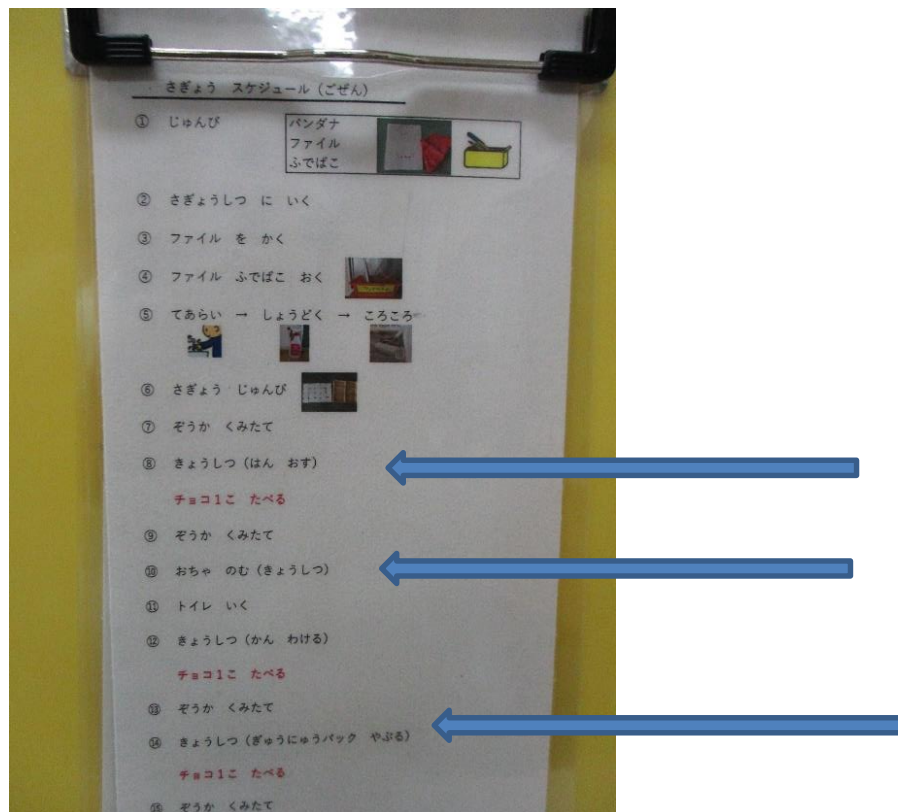 さぎょう スケジュール（ごぜん）
① じゅんび
バンダナ
ファイル
ふでばこ
② さぎょうしつ に いく
③ ファイル を かく
④ ファイル ふでばこ おく
⑤ てあらい → しょうどく → ころころ
⑥ さぎょう じゅんび
⑦ ぞうか くみたて
⑧ きょうしつ（はん おす）
チョコ1こ たべる
⑨ ぞうか くみたて
⑩ おちゃ のむ（きょうしつ）
⑪ トイレ いく
⑫ きょうしつ（かん わける）
チョコ1こ たべる
⑬ ぞうか くみたて
⑭ きょうしつ（ぎゅうにゅうパック やぶる）
チョコ1こ たべる
⑮ ぞうか くみたて